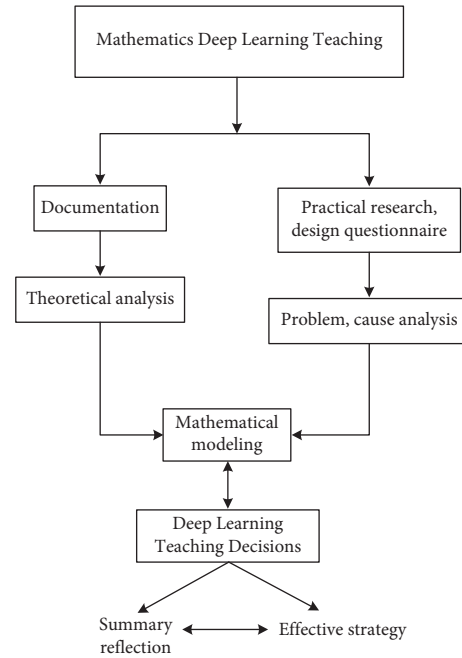 Mathematics Deep Learning Teaching
Documentation
Practical research,
design questionnaire
Theoretical analysis
Problem, cause analysis
Mathematical
modeling
Deep Learning
Teaching Decisions
Summary
reflection
Effective strategy